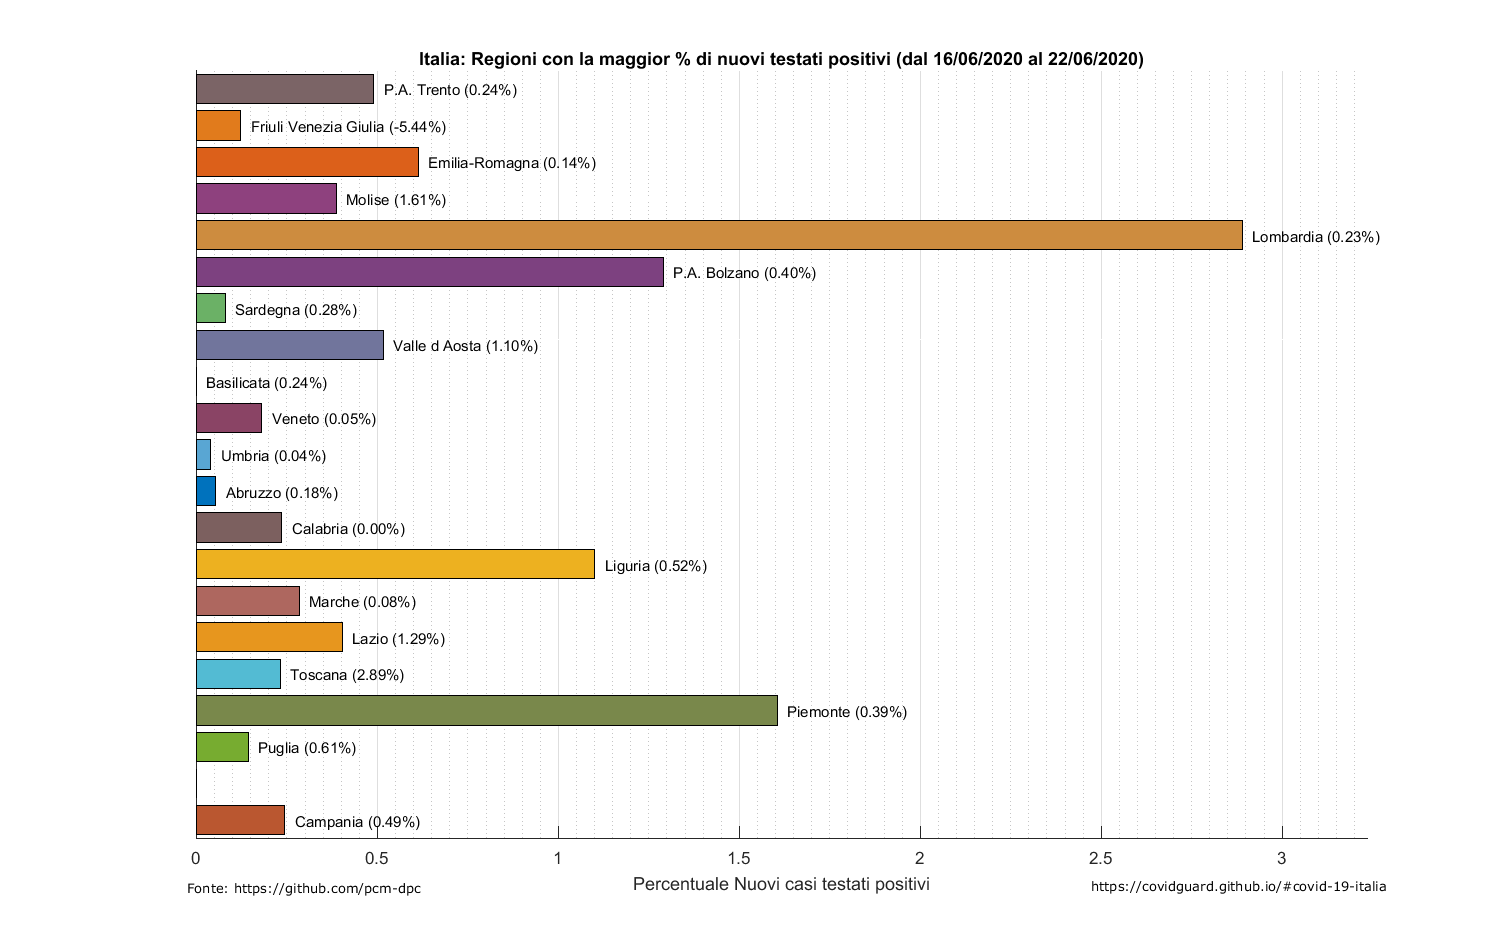 Italia: Regioni con la maggior % di nuovi testati positivi (dal 16/06/2020 al 22/06/2020)
P.A. Trento (0.24%)
Friuli Venezia Giulia (-5.44%)
Emilia-Romagna (0.14%)
Molise (1.61%)
Lombardia (0.23%)
P.A. Bolzano (0.40%)
Sardegna (0.28%)
Valle d Aosta (1.10%)
Basilicata (0.24%)
Veneto (0.05%)
Umbria (0.04%)
Abruzzo (0.18%)
Calabria (0.00%)
Liguria (0.52%)
Marche (0.08%)
Lazio (1.29%)
Toscana (2.89%)
Piemonte (0.39%)
Puglia (0.61%)
Campania (0.49%)
0 0.5 1 1.5 2 2.5 3
Percentuale Nuovi casi testati positivi
Fonte: https://github.com/pcm-dpc
https://covidguard.github.io/#covid-19-italia